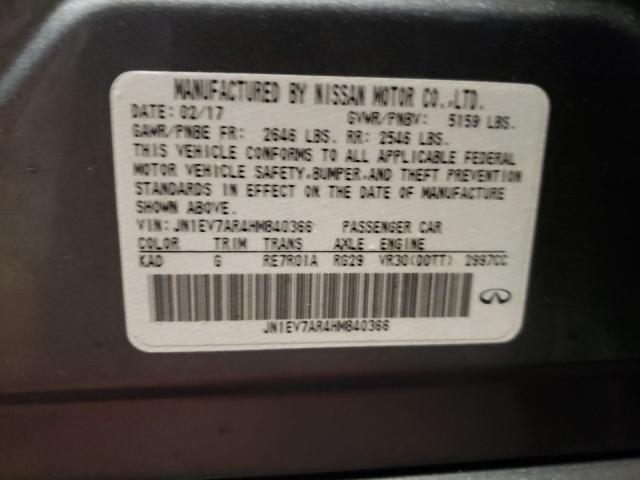 MANUFACTURED BY NISSAN MOTOR CO.,LTD.
DATE: 02/17 GVWR/PNBV: 5159 LBS.
GAWR/PNBE FR: 2646 LBS. RR: 2546 LBS.
THIS VEHICLE CONFORMS TO ALL APPLICABLE FEDERAL
MOTOR VEHICLE SAFETY,BUMPER,AND THEFT PREVENTION
STANDARDS IN EFFECT ON THE DATE OF MANUFACTURE
SHOWN ABOVE.
VIN: JN1EV7AR4HM840366 PASSENGER CAR
COLOR TRIM TRANS AXLE ENGINE
KAD G RE7R01A RG29 VR30(DDTT) 2997CC
JN1EV7AR4HM840366